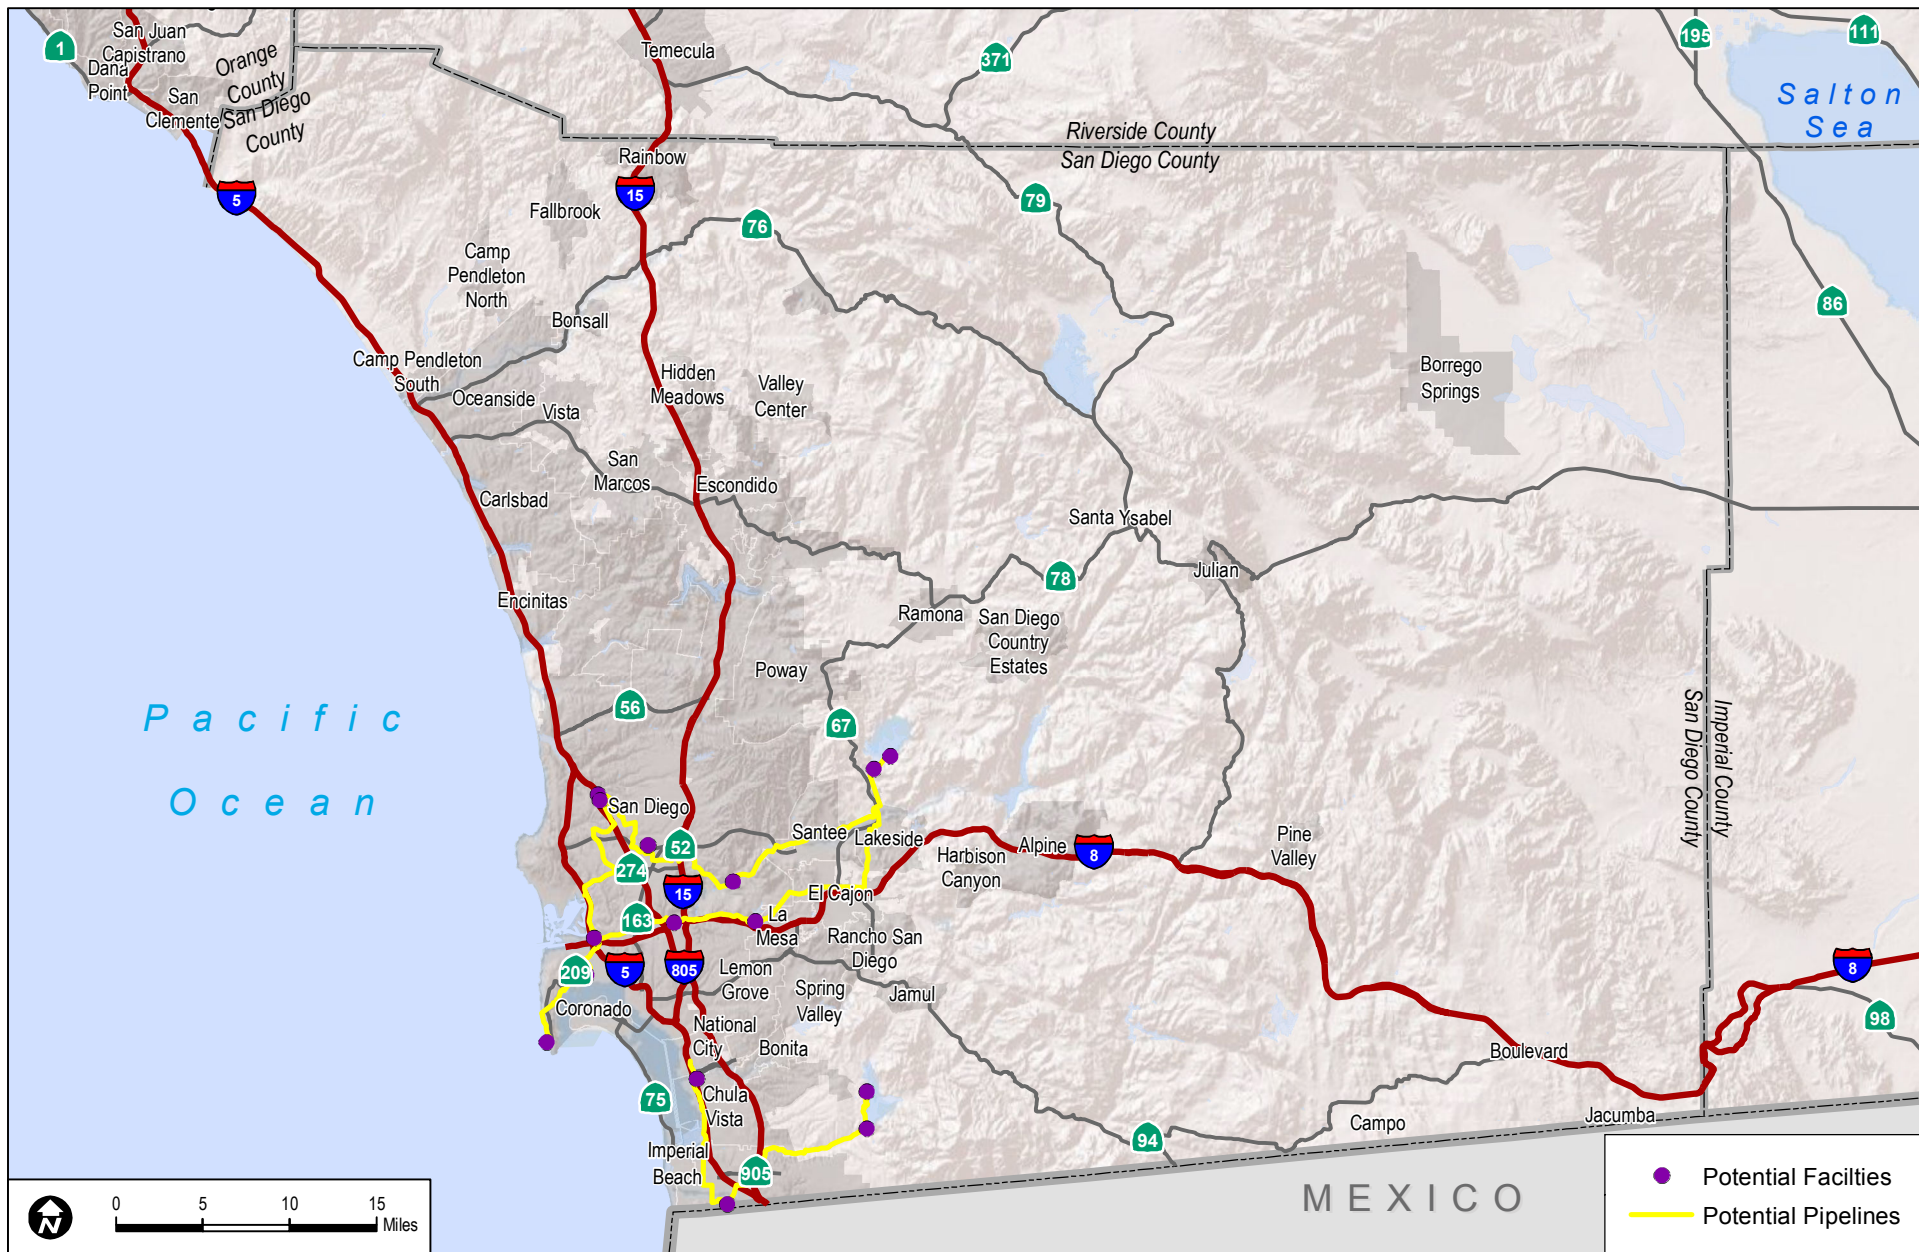 San Juan
Capistrano
1
Dana
Point
Orange
County
San Diego
County
San
Clemente
5
Temecula
371
195
111
Salton
Sea
Riverside County
San Diego County
Rainbow
15
Fallbrook
76
79
86
Camp
Pendleton
North
Bonsall
Camp Pendleton
South
Oceanside
Vista
Hidden
Meadows
Valley
Center
Borrego
Springs
San
Marcos
Escondido
Carlsbad
Santa Ysabel
78
Julian
Encinitas
Ramona
San Diego
Country
Estates
Poway
56
67
Pacific
Ocean
San Diego County
Imperial County
San Diego
52
Santee
Lakeside
274
15
Harbison
Canyon
Alpine
8
Pine
Valley
El Cajon
163
La
Mesa
Rancho San
Diego
209
5
805
Lemon
Grove
Spring
Valley
Jamul
8
98
Coronado
National
City
Bonita
Boulevard
75
Chula
Vista
Imperial
Beach
905
94
Campo
Jacumba
MEXICO
N
0 5 10 15
Miles
Potential Facilties
Potential Pipelines